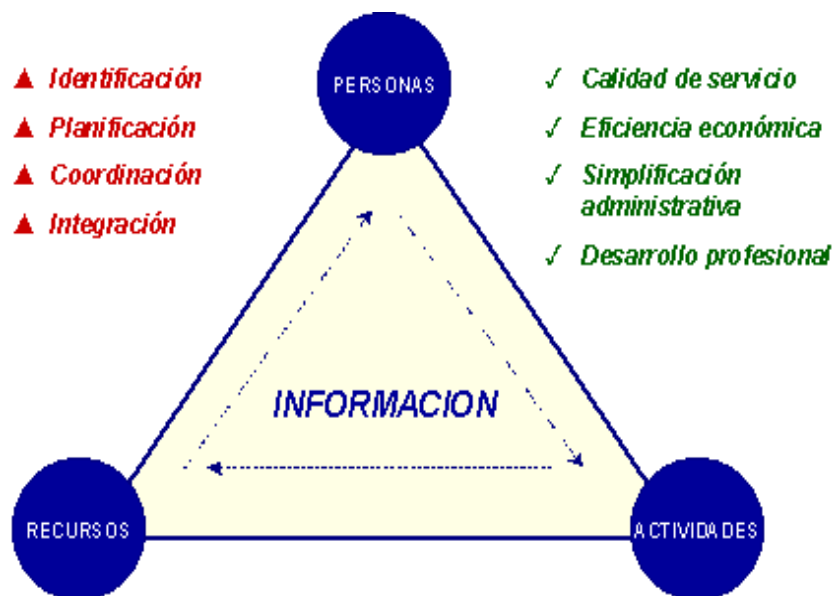 PERSONAS
▲ Identificación
▲ Planificación
▲ Coordinación
▲ Integración
✓ Calidad de servicio
✓ Eficiencia económica
✓ Simplificación
administrativa
✓ Desarrollo profesional
INFORMACION
RECURSOS
ACTIVIDADES